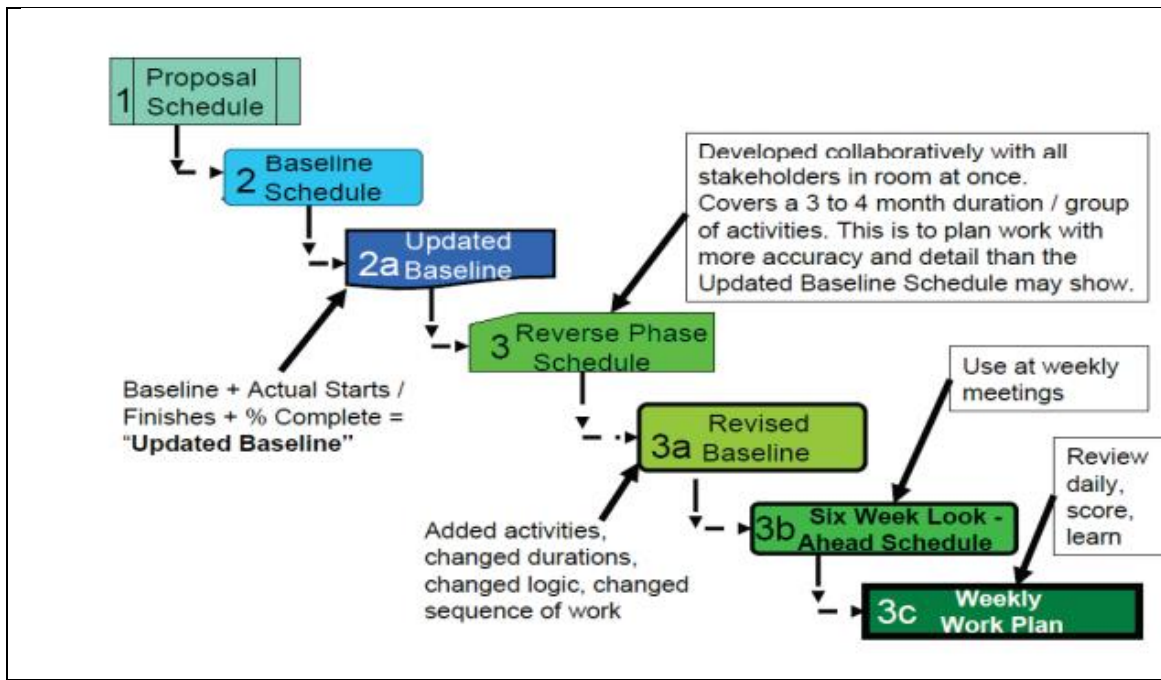 1
Proposal
Schedule
2
Baseline
Schedule
2a
Updated
Baseline
3
Reverse Phase
Schedule
Developed collaboratively with all
stakeholders in room at once.
Covers a 3 to 4 month duration / group
of activities. This is to plan work with
more accuracy and detail than the
Updated Baseline Schedule may show.
Baseline + Actual Starts /
Finishes + % Complete =
“Updated Baseline”
3a
Revised
Baseline
Use at weekly
meetings
Added activities,
changed durations,
changed logic, changed
sequence of work
3b
Six Week Look -
Ahead Schedule
Review
daily,
score,
learn
3c
Weekly
Work Plan